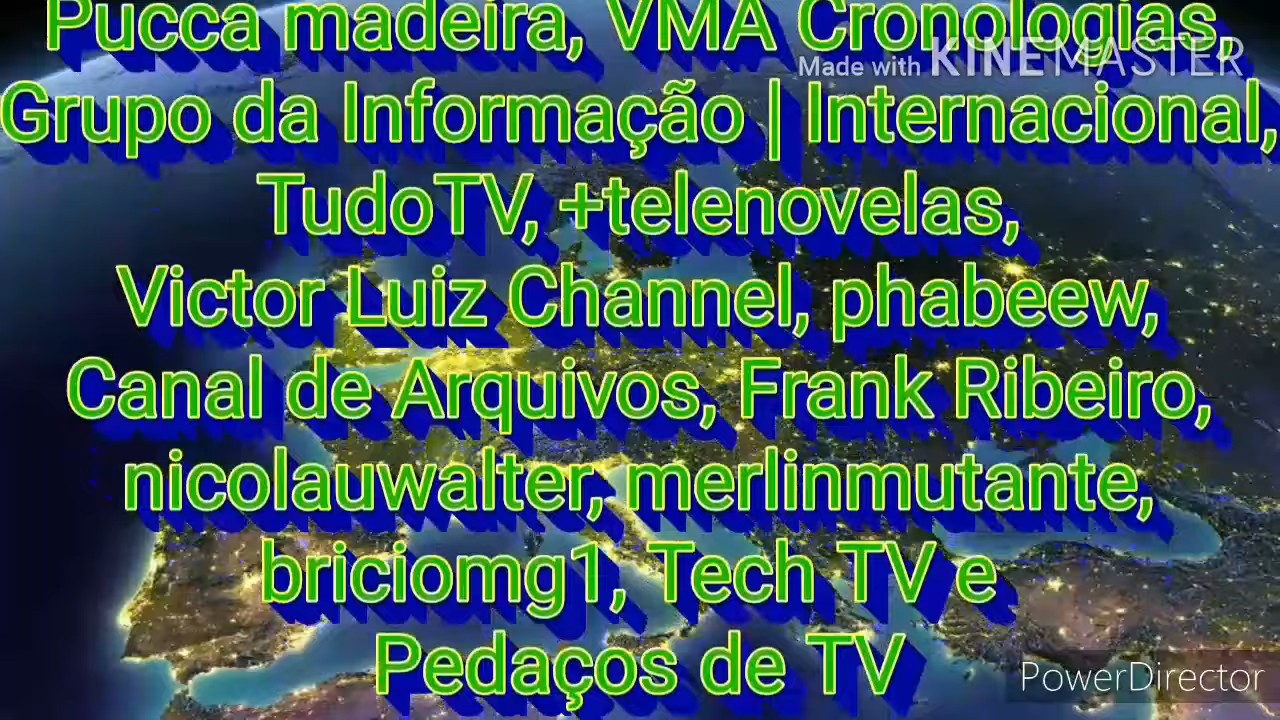 Pucca madeira, VMA Cronologias,
Made with KINEMASTER
Grupo da Informação | Internacional,
TudoTV, +telenovelas,
Victor Luiz Channel, phabeew,
Canal de Arquivos, Frank Ribeiro,
nicolauwalter, merlinmutante,
briciomg1, Tech TV e
Pedaços de TV
PowerDirector